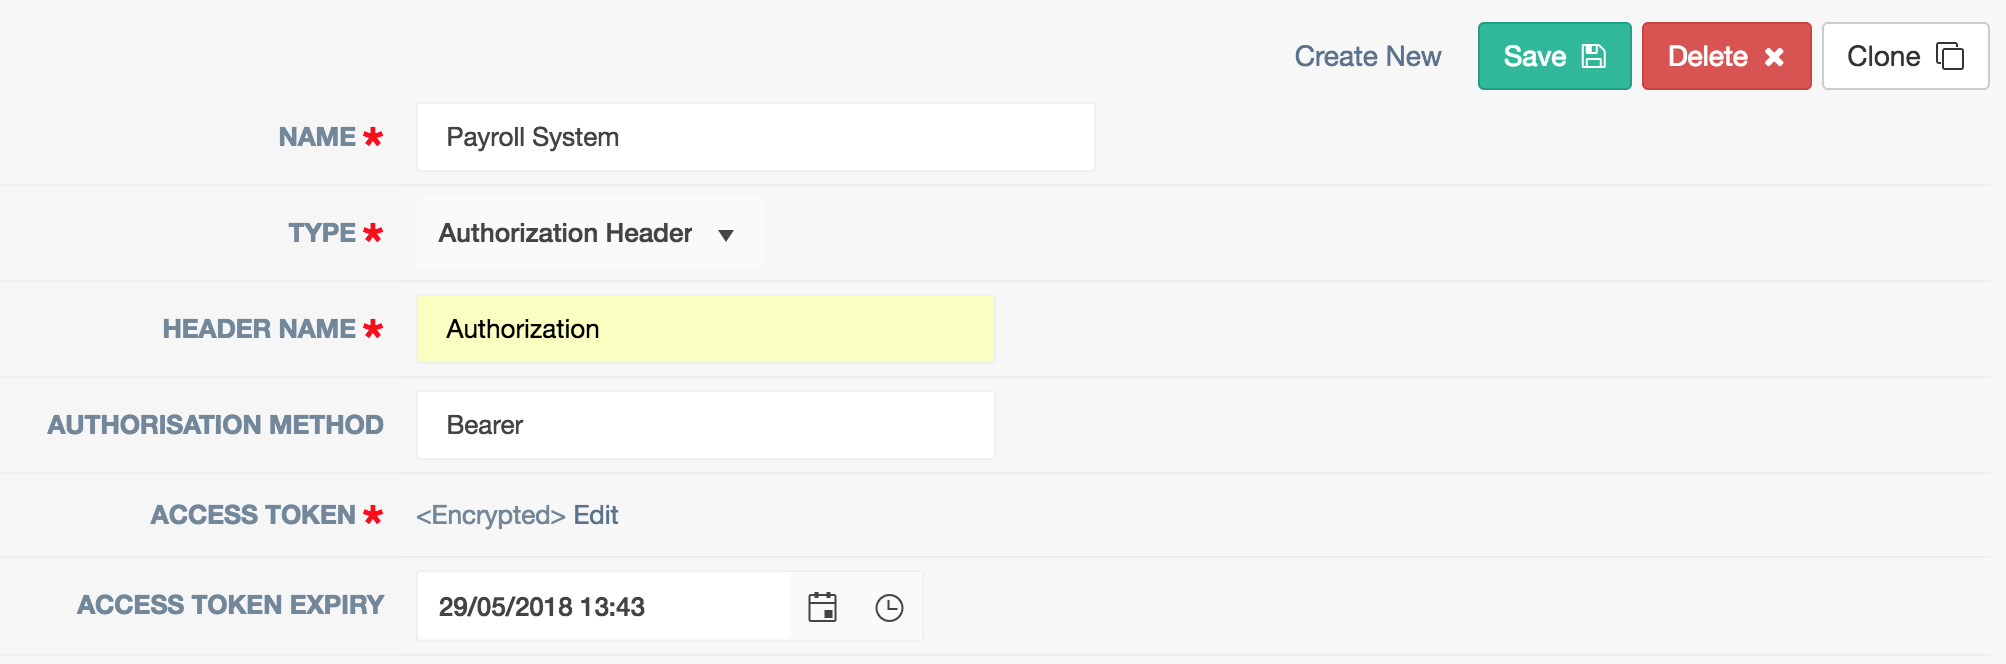 Create New Save Delete Clone
NAME * Payroll System
TYPE * Authorization Header
HEADER NAME * Authorization
AUTHORISATION METHOD Bearer
ACCESS TOKEN * <Encrypted> Edit
ACCESS TOKEN EXPIRY 29/05/2018 13:43